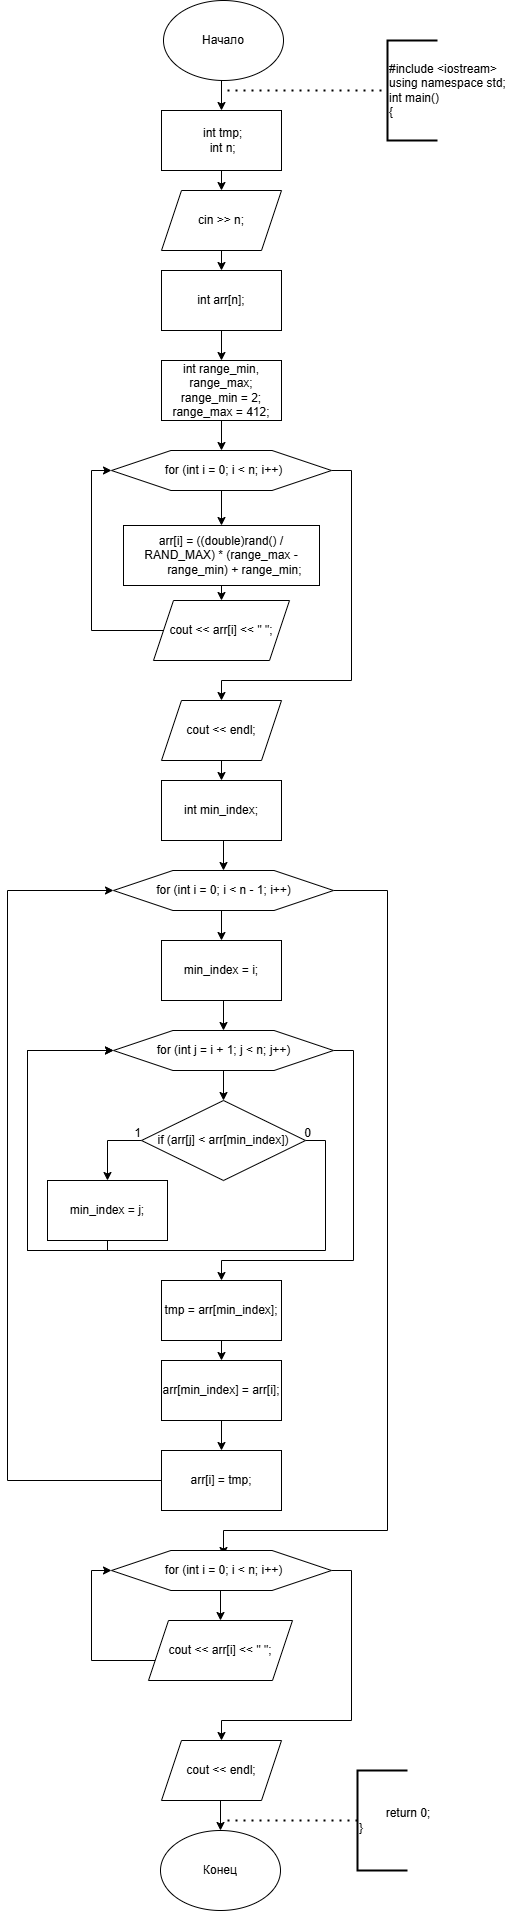 Начало
#include <iostream>
using namespace std;
int main()
{
int tmp;
int n;
cin >> n;
int arr[n];
int range_min,
range_max;
range_min = 2;
range_max = 412;
for (int i = 0; i < n; i++)
arr[i] = ((double)rand() /
RAND_MAX) * (range_max -
range_min) + range_min;
cout << arr[i] << " ";
cout << endl;
int min_index;
for (int i = 0; i < n - 1; i++)
min_index = i;
for (int j = i + 1; j < n; j++)
if (arr[j] < arr[min_index])
1
0
min_index = j;
tmp = arr[min_index];
arr[min_index] = arr[i];
arr[i] = tmp;
for (int i = 0; i < n; i++)
cout << arr[i] << " ";
cout << endl;
return 0;
}
Конец